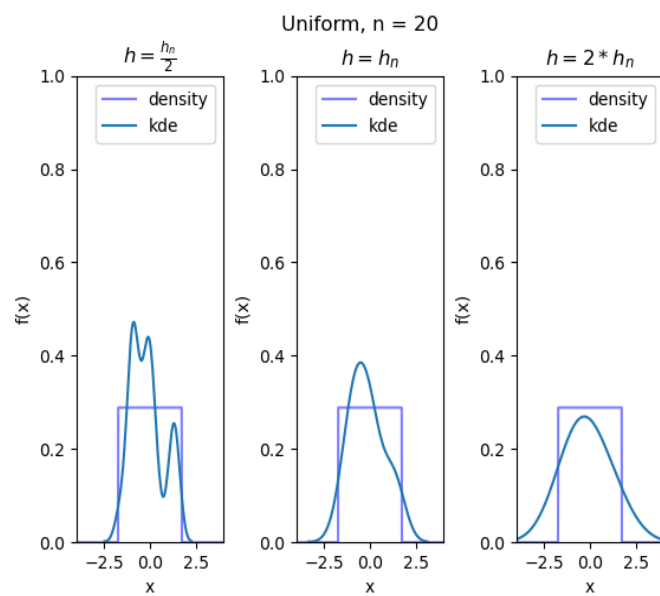 Uniform, n = 20
h = h_n/2
h = h_n
h = 2 * h_n
density
kde
1.0
0.8
0.6
0.4
0.2
0.0
f(x)
−2.5 0.0 2.5
x
density
kde
1.0
0.8
0.6
0.4
0.2
0.0
f(x)
−2.5 0.0 2.5
x
density
kde
1.0
0.8
0.6
0.4
0.2
0.0
f(x)
−2.5 0.0 2.5
x